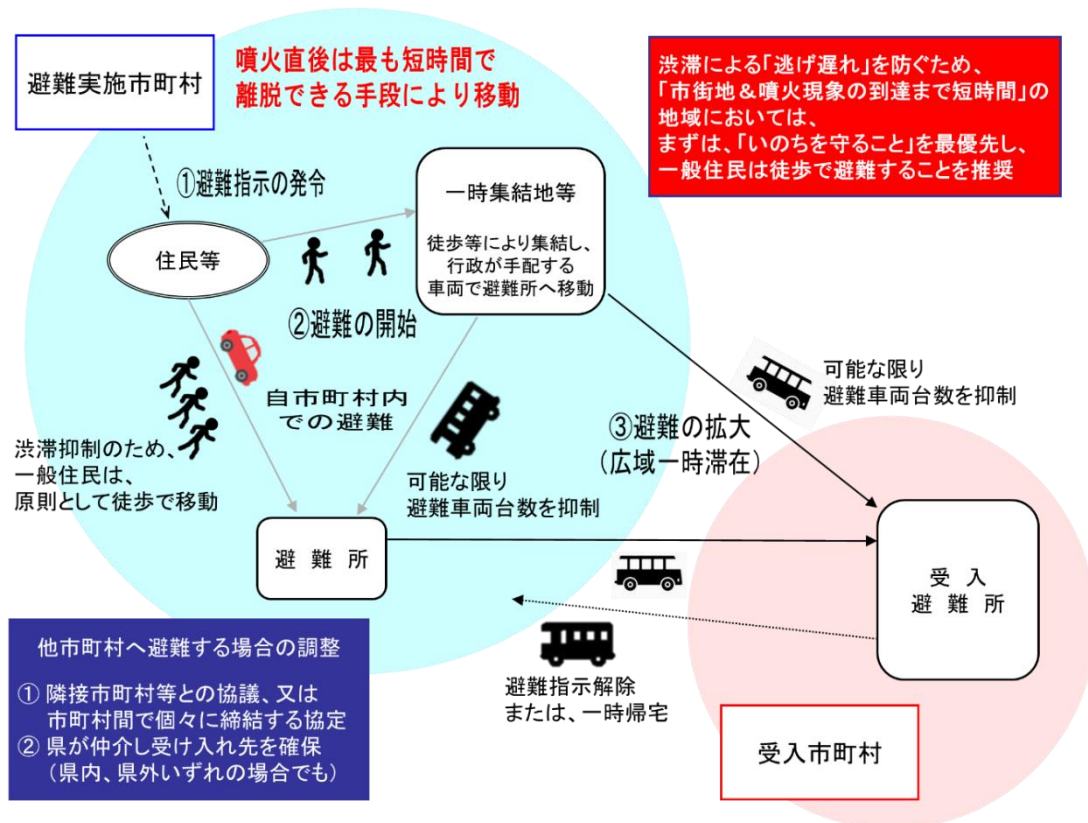 避難実施市町村
噴火直後は最も短時間で
離脱できる手段により移動
渋滞による「逃げ遅れ」を防ぐため、
「市街地＆噴火現象の到達まで短時間」の
地域においては、
まずは、「いのちを守ること」を最優先し、
一般住民は徒歩で避難することを推奨
①避難指示の発令
住民等
一時集結地等
徒歩等により集結し、
行政が手配する
車両で避難所へ移動
②避難の開始
自市町村内
での避難
渋滞抑制のため、
一般住民は、
原則として徒歩で移動
可能な限り
避難車両台数を抑制
可能な限り
避難車両台数を抑制
③避難の拡大
（広域一時滞在）
避難所
受入
避難所
避難指示解除
または、一時帰宅
他市町村へ避難する場合の調整
① 隣接市町村等との協議、又は
市町村間で個々に締結する協定
② 県が仲介し受け入れ先を確保
（県内、県外いずれの場合でも）
受入市町村